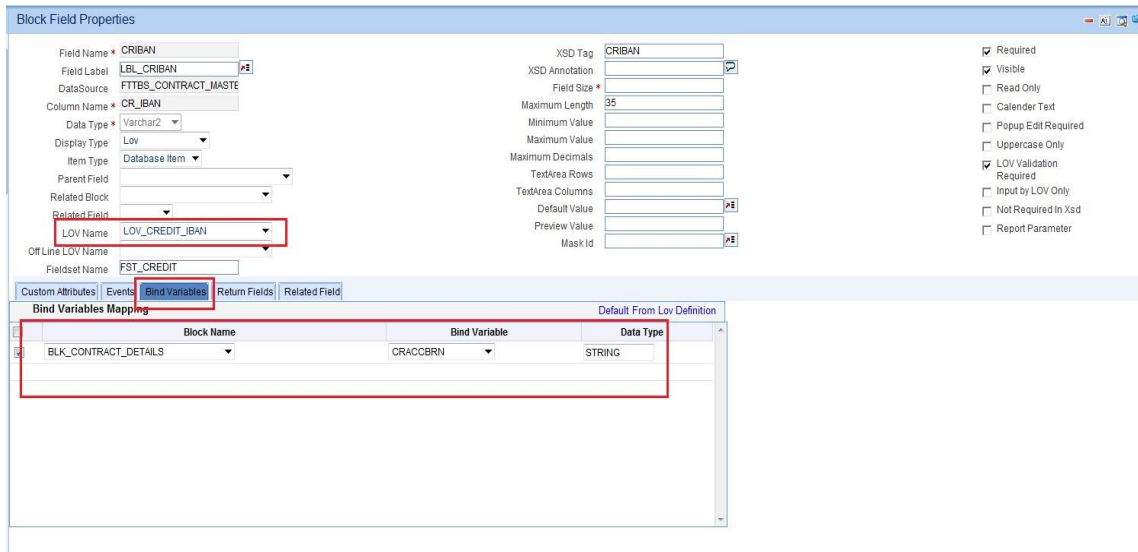 Block Field Properties
Field Name * CRIBAN
Field Label LBL_CRIBAN
DataSource FTTBS_CONTRACT_MASTE
Column Name * CR_IBAN
Data Type * Varchar2
Display Type Lov
Item Type Database Item
Parent Field
Related Block
Related Field
LOV Name LOV_CREDIT_IBAN
Off Line LOV Name
Fieldset Name FST_CREDIT
XSD Tag CRIBAN
XSD Annotation
Field Size *
Maximum Length 35
Minimum Value
Maximum Value
Maximum Decimals
TextArea Rows
TextArea Columns
Default Value
Preview Value
Mask Id
Required
Visible
Read Only
Calender Text
Popup Edit Required
Uppercase Only
LOV Validation
Required
Input by LOV Only
Not Required In Xsd
Report Parameter
Custom Attributes Events Bind Variables Return Fields Related Field
Bind Variables Mapping Default From Lov Definition
Block Name Bind Variable Data Type
BLK_CONTRACT_DETAILS CRACCBRN STRING